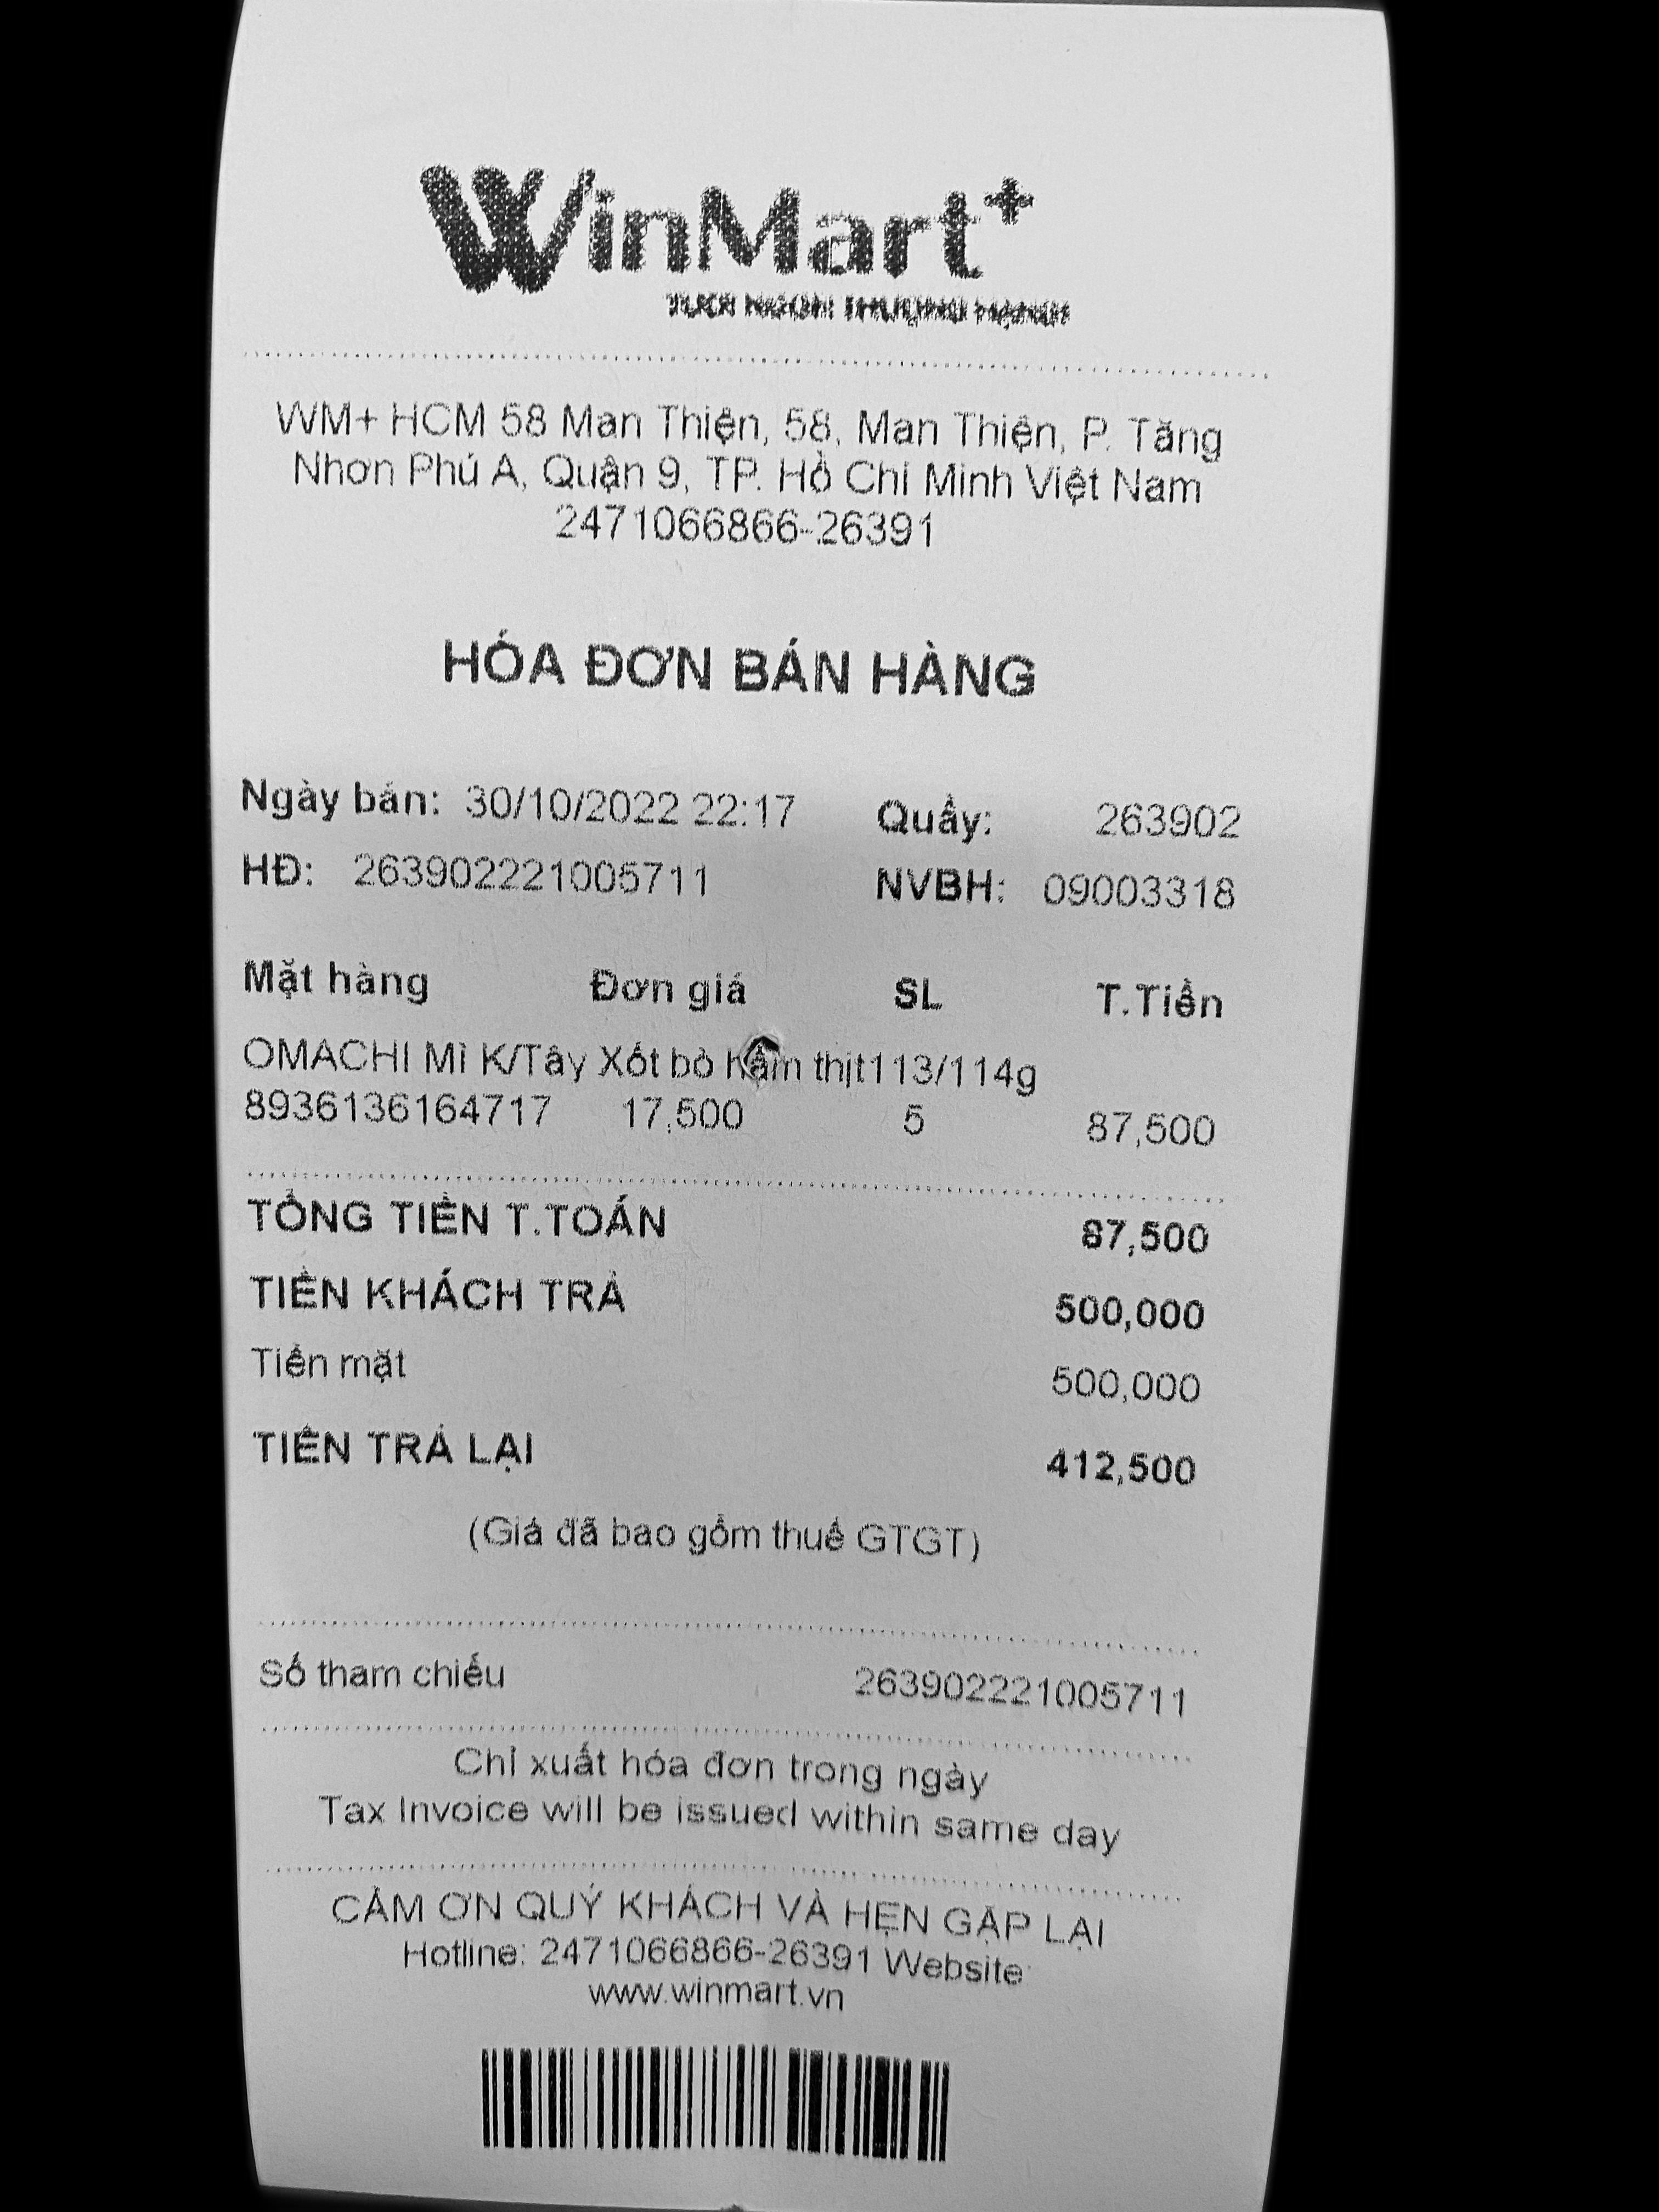 WinMart+
WM+ HCM 58 Man Thiện, 58, Man Thiện, P. Tăng
Nhơn Phú A, Quận 9, TP. Hồ Chí Minh Việt Nam
2471066866-26391
HÓA ĐƠN BÁN HÀNG
Ngày bán: 30/10/2022 22:17 Quầy: 263902
HĐ: 263902221005711 NVBH: 09003318
Mặt hàng Đơn giá SL T.Tiền
OMACHI Mì K/Tây Xốt bò hầm thịt113/114g
8936136164717 17,500 5 87,500
TỔNG TIỀN T.TOÁN 87,500
TIỀN KHÁCH TRẢ 500,000
Tiền mặt 500,000
TIỀN TRẢ LẠI 412,500
(Giá đã bao gồm thuế GTGT)
Số tham chiếu 263902221005711
Chỉ xuất hóa đơn trong ngày
Tax Invoice will be issued within same day
CẢM ƠN QUÝ KHÁCH VÀ HẸN GẶP LẠI
Hotline: 2471066866-26391 Website:
www.winmart.vn